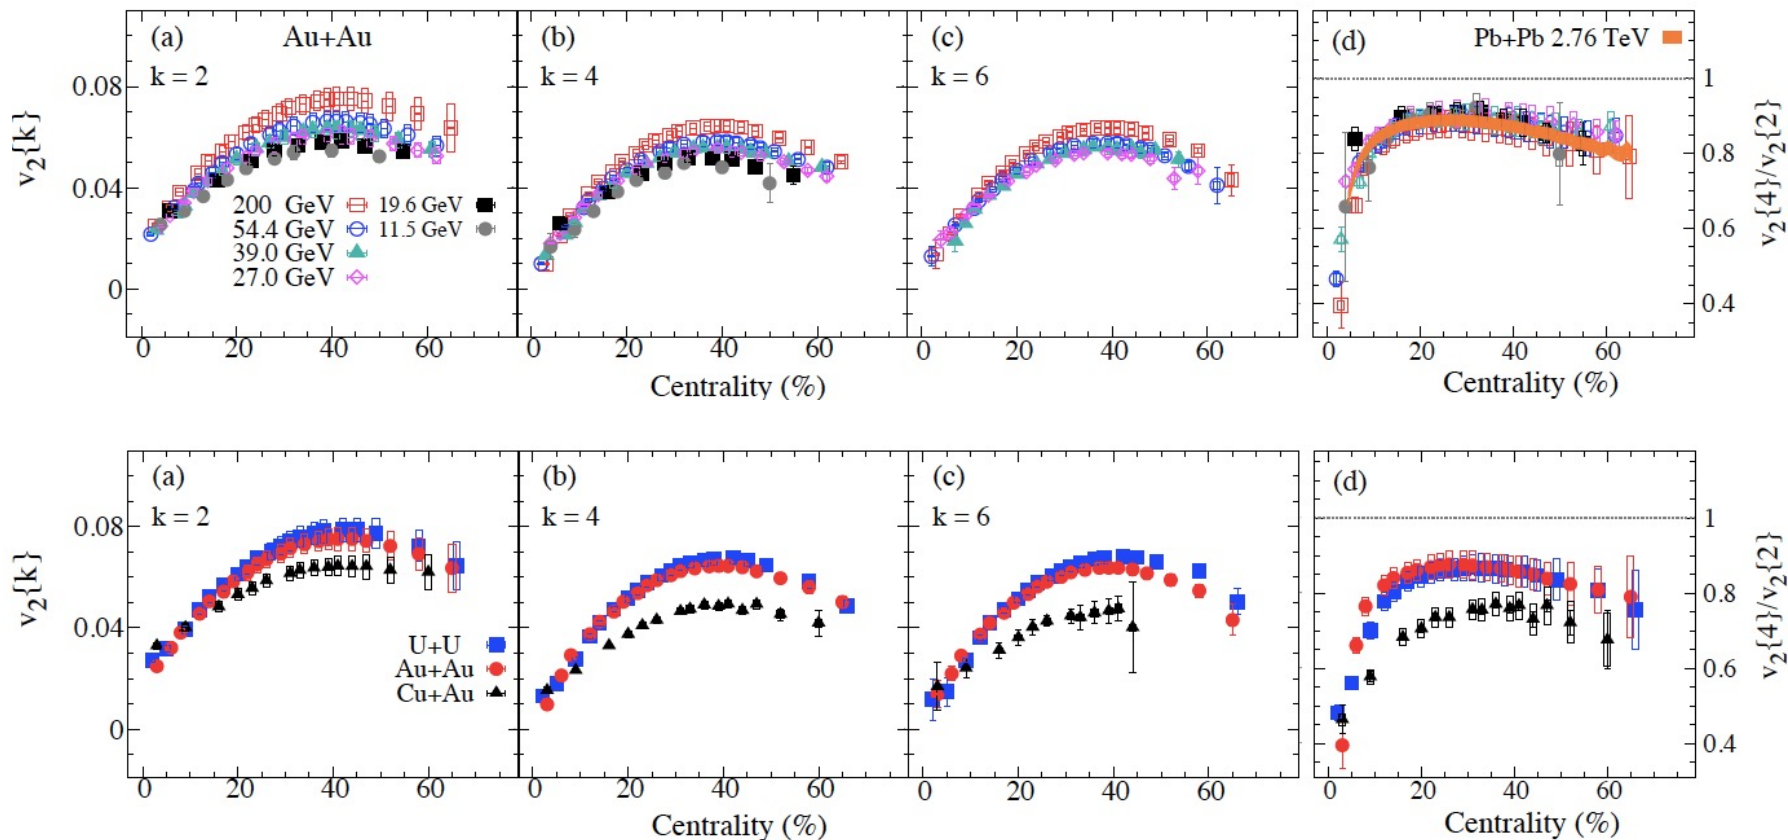 (a) Au+Au
k = 2
(b)
k = 4
(c)
k = 6
(d) Pb+Pb 2.76 TeV
v2{k}
0.08
0.04
0
200 GeV 19.6 GeV
54.4 GeV 11.5 GeV
39.0 GeV
27.0 GeV
1
0.8
0.6
0.4
v2{4}/v2{2}
0 20 40 60 0 20 40 60 0 20 40 60 0 20 40 60
Centrality (%) Centrality (%) Centrality (%)
(a)
k = 2
(b)
k = 4
(c)
k = 6
(d)
v2{k}
0.08
0.04
0
U+U
Au+Au
Cu+Au
1
0.8
0.6
0.4
v2{4}/v2{2}
0 20 40 60 0 20 40 60 0 20 40 60 0 20 40 60
Centrality (%) Centrality (%) Centrality (%)